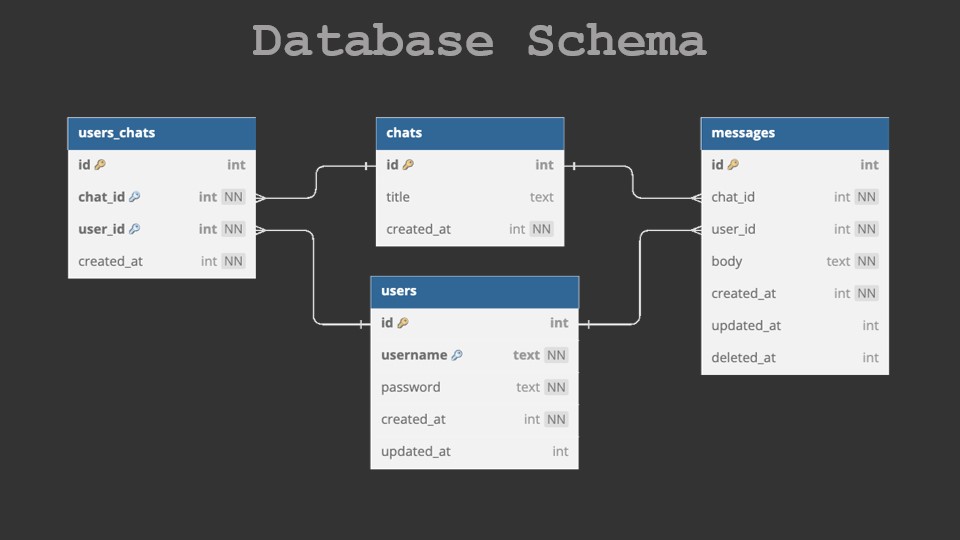 Database Schema
users_chats
id int
chat_id int NN
user_id int NN
created_at int NN
chats
id int
title text
created_at int NN
users
id int
username text NN
password text NN
created_at int NN
updated_at int
messages
id int
chat_id int NN
user_id int NN
body text NN
created_at int NN
updated_at int
deleted_at int